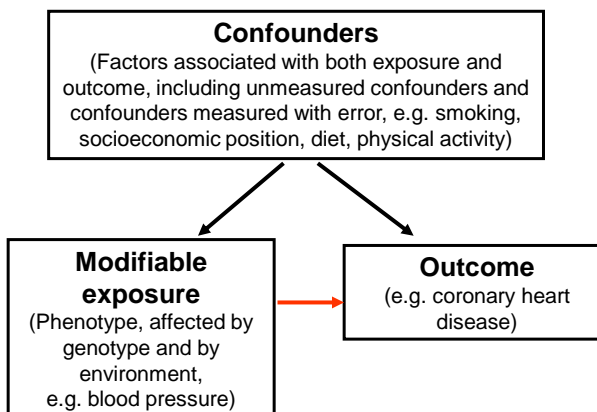 Confounders
(Factors associated with both exposure and
outcome, including unmeasured confounders and
confounders measured with error, e.g. smoking,
socioeconomic position, diet, physical activity)
Modifiable
exposure
(Phenotype, affected by
genotype and by
environment,
e.g. blood pressure)
Outcome
(e.g. coronary heart
disease)